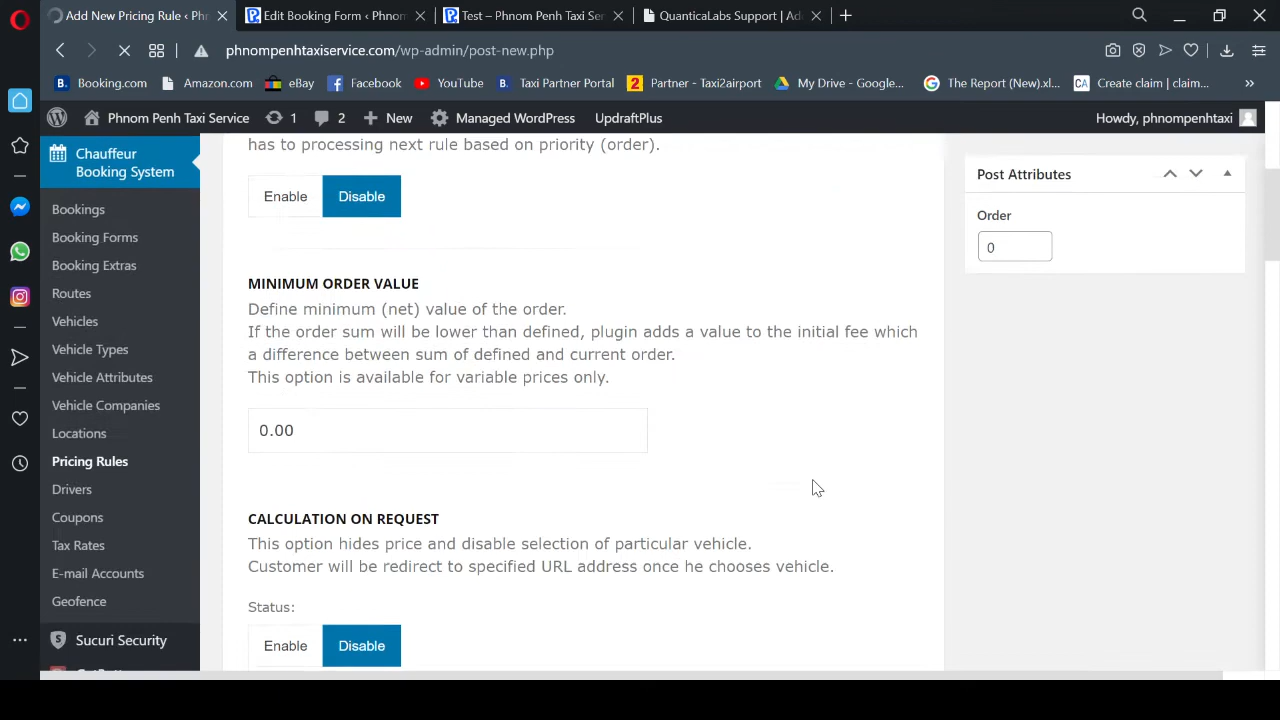 Add New Pricing Rule ‹ Ph
Edit Booking Form ‹ Phnom
Test – Phnom Penh Taxi Ser
QuanticaLabs Support | Ad
phnompenhtaxiservice.com/wp-admin/post-new.php
Booking.com
Amazon.com
eBay
Facebook
YouTube
Taxi Partner Portal
2 Partner - Taxi2airport
My Drive - Google...
The Report (New).xl...
CA Create claim | claim...
Phnom Penh Taxi Service
1
2
New
Managed WordPress
UpdraftPlus
Howdy, phnompenhtaxi
Chauffeur
Booking System
Bookings
Booking Forms
Booking Extras
Routes
Vehicles
Vehicle Types
Vehicle Attributes
Vehicle Companies
Locations
Pricing Rules
Drivers
Coupons
Tax Rates
E-mail Accounts
Geofence
Sucuri Security
has to processing next rule based on priority (order).
Enable
Disable
MINIMUM ORDER VALUE
Define minimum (net) value of the order.
If the order sum will be lower than defined, plugin adds a value to the initial fee which
a difference between sum of defined and current order.
This option is available for variable prices only.
0.00
CALCULATION ON REQUEST
This option hides price and disable selection of particular vehicle.
Customer will be redirect to specified URL address once he chooses vehicle.
Status:
Enable
Disable
Post Attributes
Order
0